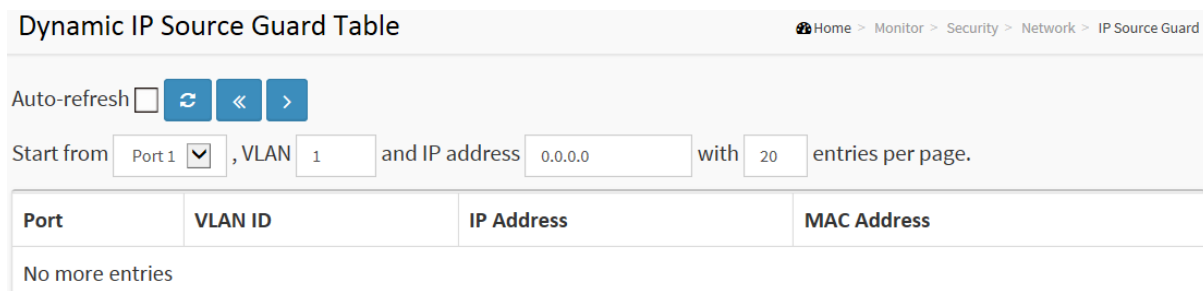 Dynamic IP Source Guard Table
Home > Monitor > Security > Network > IP Source Guard
Auto-refresh
Start from Port 1 , VLAN 1 and IP address 0.0.0.0 with 20 entries per page.
Port VLAN ID IP Address MAC Address
No more entries